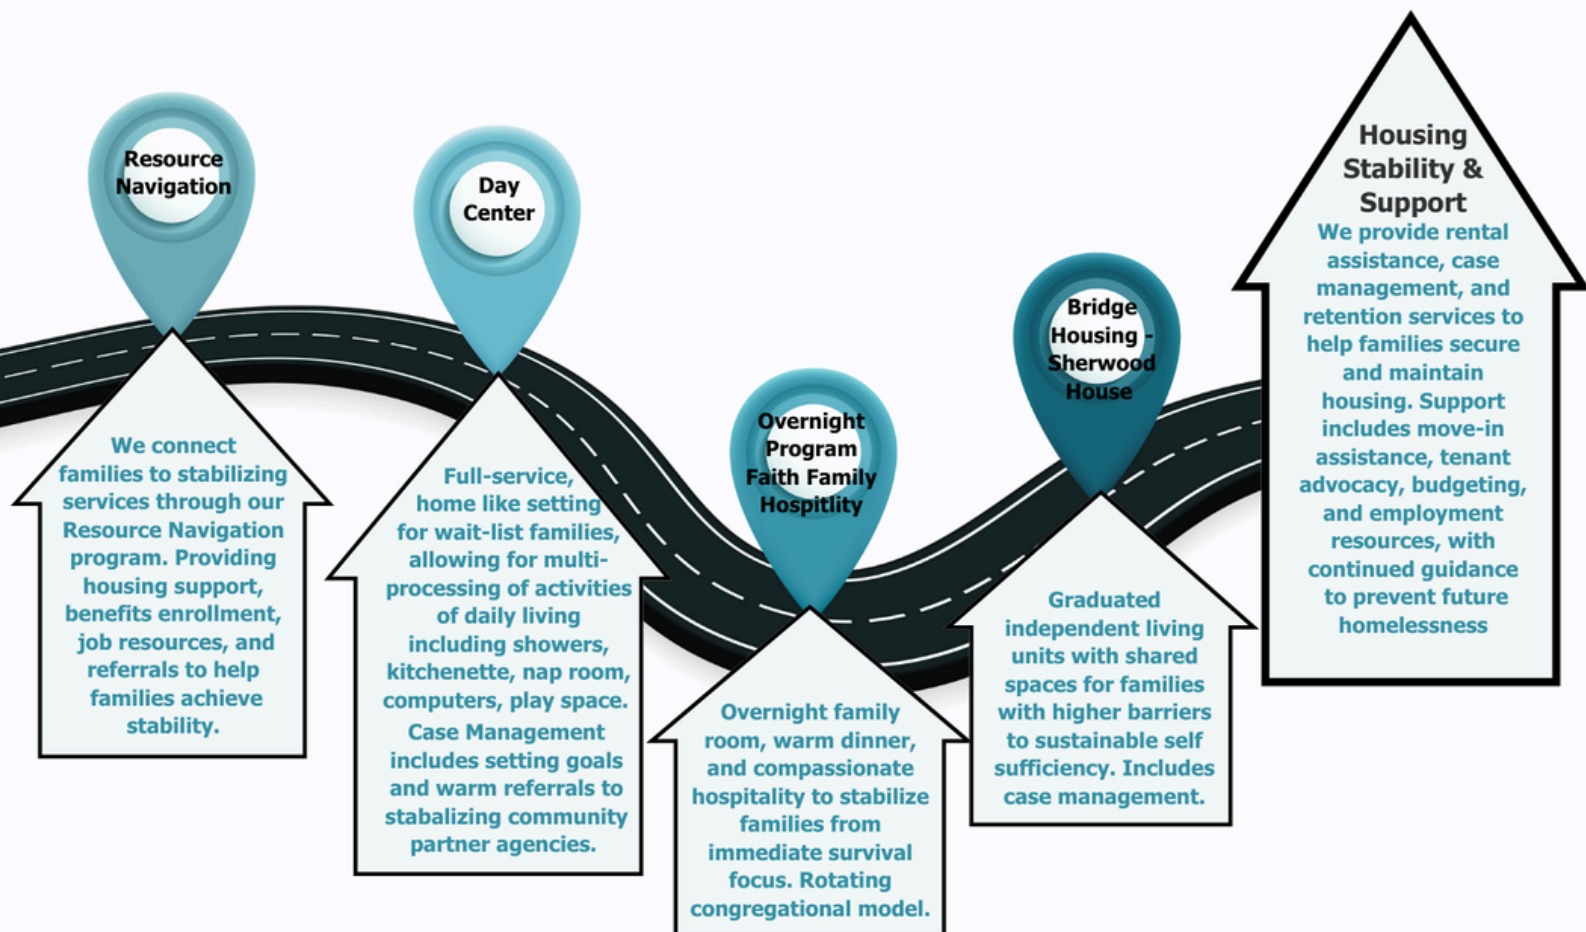 Resource
Navigation
We connect
families to stabilizing
services through our
Resource Navigation
program. Providing
housing support,
benefits enrollment,
job resources, and
referrals to help
families achieve
stability.
Day
Center
Full-service,
home like setting
for wait-list families,
allowing for multi-
processing of activities
of daily living
including showers,
kitchenette, nap room,
computers, play space.
Case Management
includes setting goals
and warm referrals to
stabalizing community
partner agencies.
Overnight
Program
Faith Family
Hospitlity
Overnight family
room, warm dinner,
and compassionate
hospitality to stabilize
families from
immediate survival
focus. Rotating
congregational model.
Bridge
Housing -
Sherwood
House
Graduated
independent living
units with shared
spaces for families
with higher barriers
to sustainable self
sufficiency. Includes
case management.
Housing
Stability &
Support
We provide rental
assistance, case
management, and
retention services to
help families secure
and maintain
housing. Support
includes move-in
assistance, tenant
advocacy, budgeting,
and employment
resources, with
continued guidance
to prevent future
homelessness